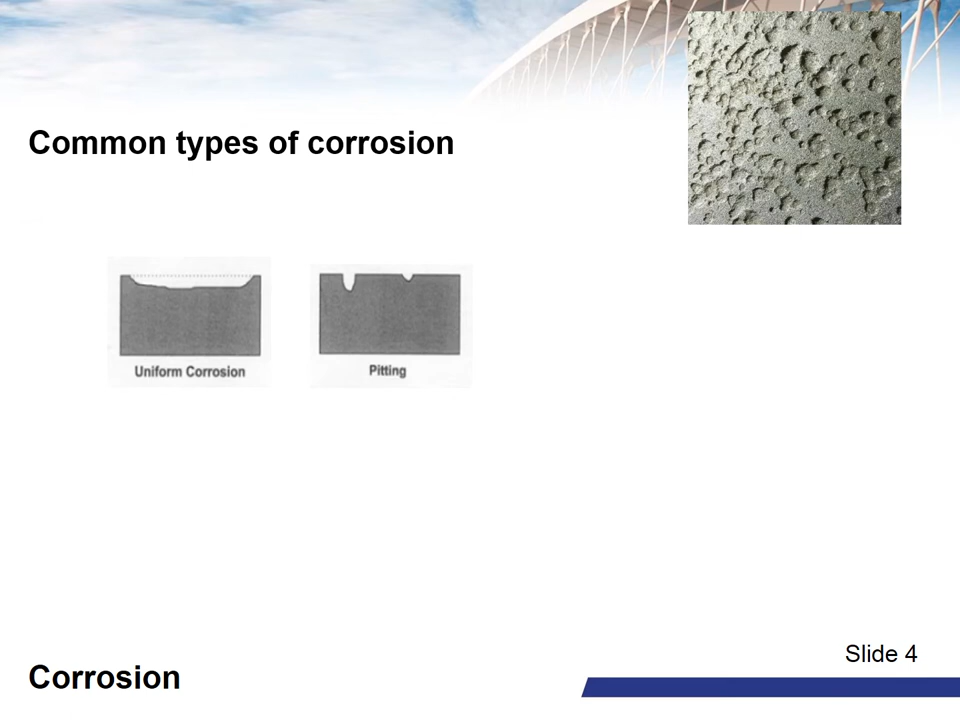 Common types of corrosion
Uniform Corrosion
Pitting
Slide 4
Corrosion